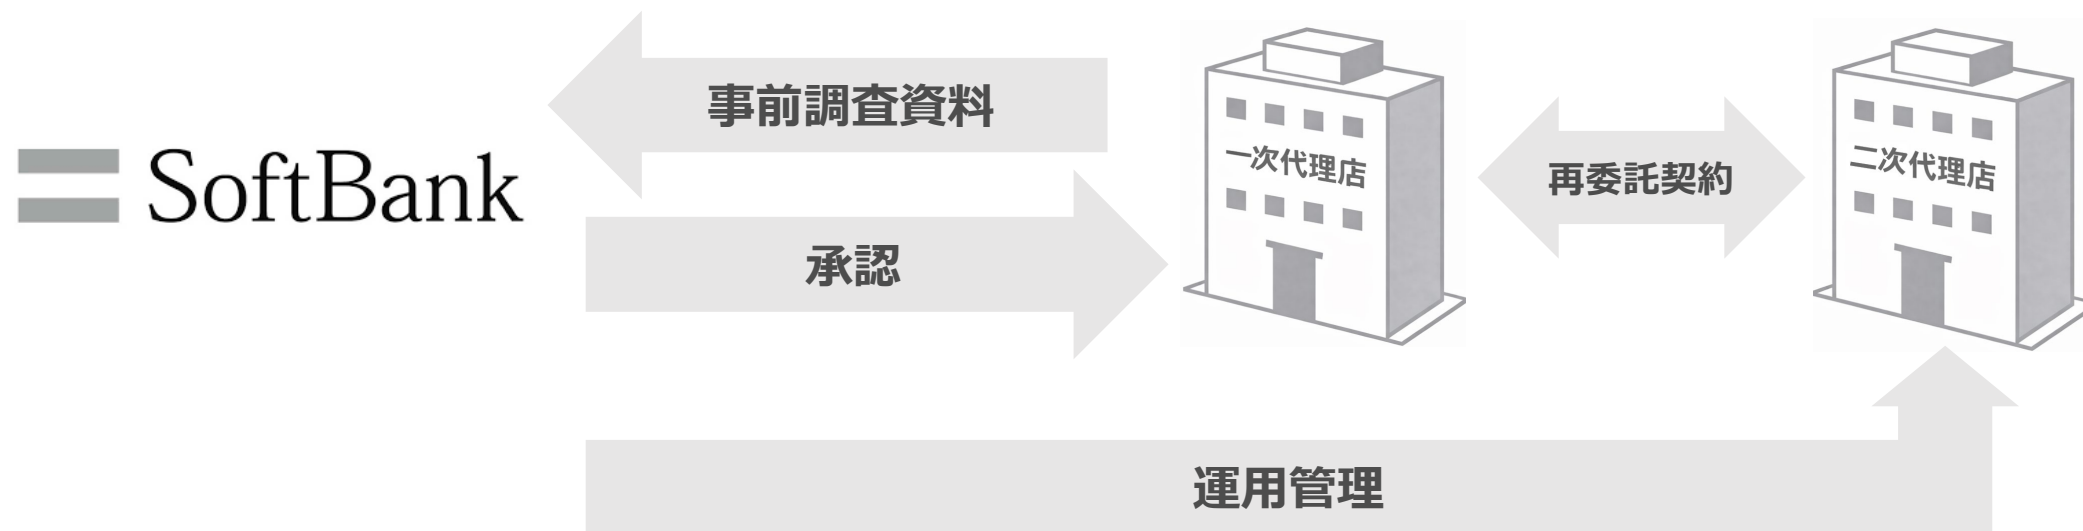 事前調査資料
SoftBank
承認
一次代理店
再委託契約
二次代理店
運用管理